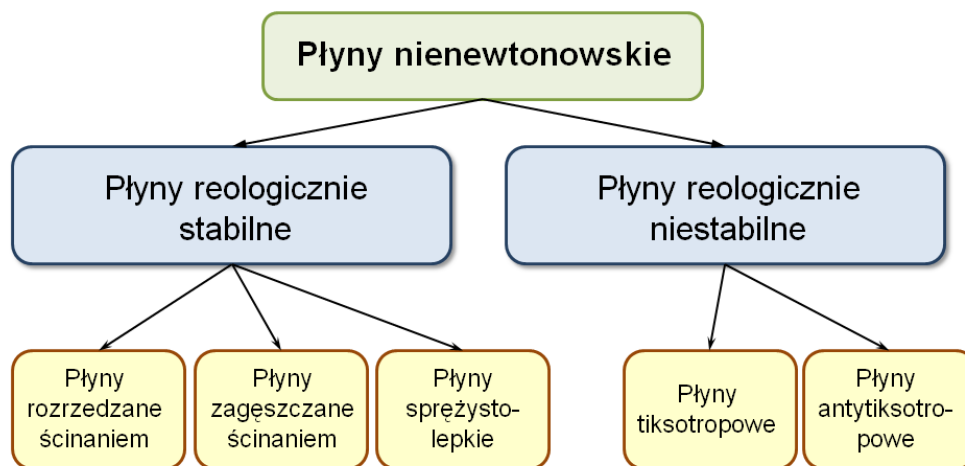 Płyny nienewtonowskie
Płyny reologicznie
stabilne
Płyny reologicznie
niestabilne
Płyny
rozrzedzane
ścinaniem
Płyny
zagęszczane
ścinaniem
Płyny
sprężysto-
lepkie
Płyny
tiksotropowe
Płyny
antytiksotro-
powe